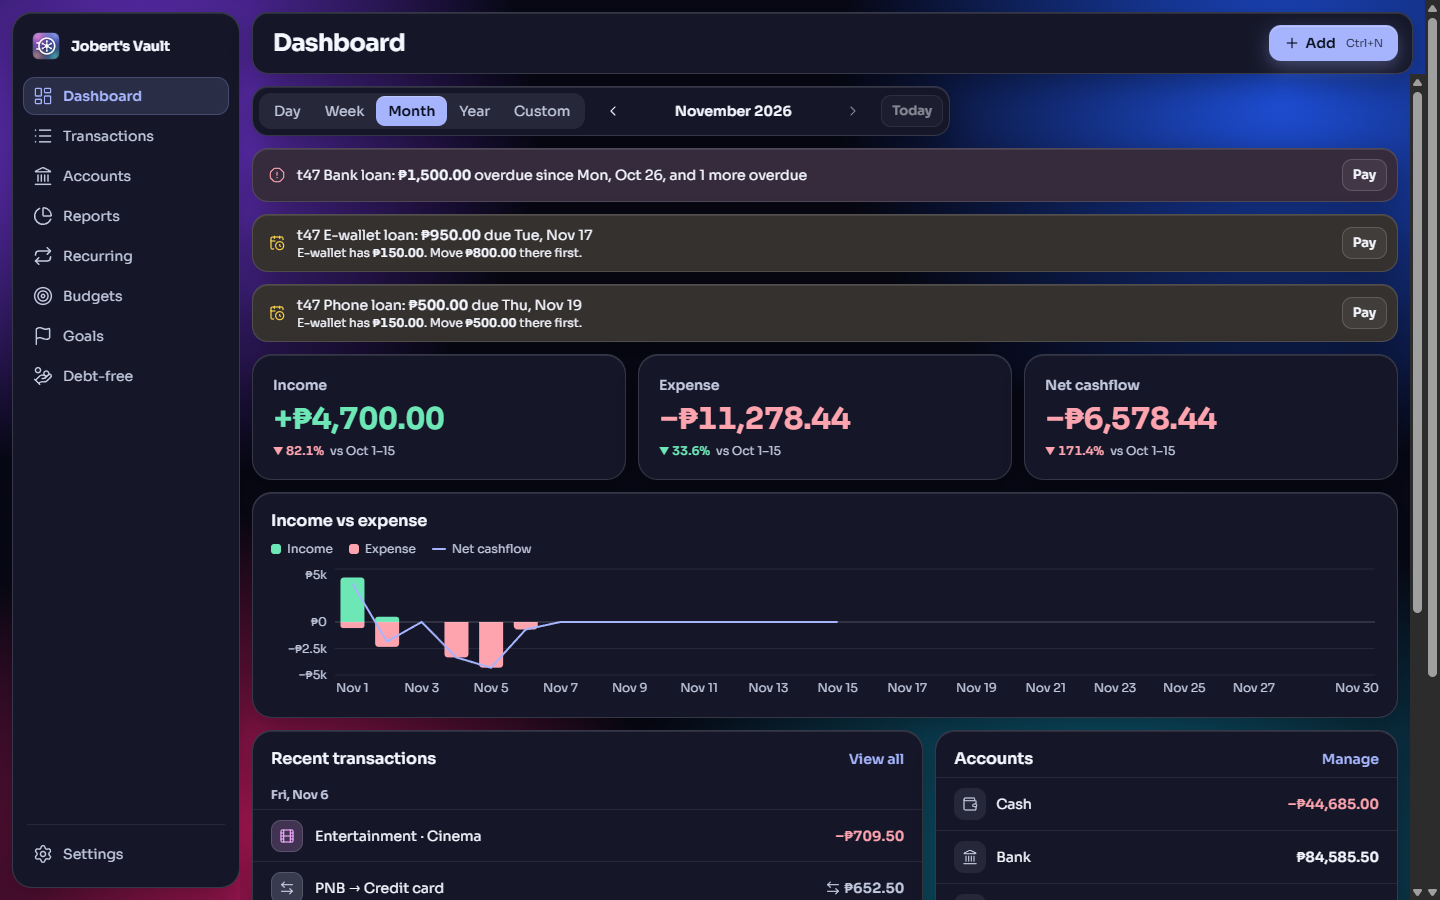 Jobert's Vault
Dashboard
Transactions
Accounts
Reports
Recurring
Budgets
Goals
Debt-free
Settings
Dashboard
+ Add Ctrl+N
Day Week Month Year Custom
November 2026
Today
t47 Bank loan: ₱1,500.00 overdue since Mon, Oct 26, and 1 more overdue
Pay
t47 E-wallet loan: ₱950.00 due Tue, Nov 17
E-wallet has ₱150.00. Move ₱800.00 there first.
Pay
t47 Phone loan: ₱500.00 due Thu, Nov 19
E-wallet has ₱150.00. Move ₱500.00 there first.
Pay
Income
+₱4,700.00
▼ 82.1% vs Oct 1–15
Expense
−₱11,278.44
▼ 33.6% vs Oct 1–15
Net cashflow
−₱6,578.44
▼ 171.4% vs Oct 1–15
Income vs expense
Income Expense Net cashflow
₱5k
₱0
−₱2.5k
−₱5k
Nov 1 Nov 3 Nov 5 Nov 7 Nov 9 Nov 11 Nov 13 Nov 15 Nov 17 Nov 19 Nov 21 Nov 23 Nov 25 Nov 27 Nov 30
Recent transactions
View all
Fri, Nov 6
Entertainment · Cinema
−₱709.50
PNB → Credit card
₱652.50
Accounts
Manage
Cash
−₱44,685.00
Bank
₱84,585.50